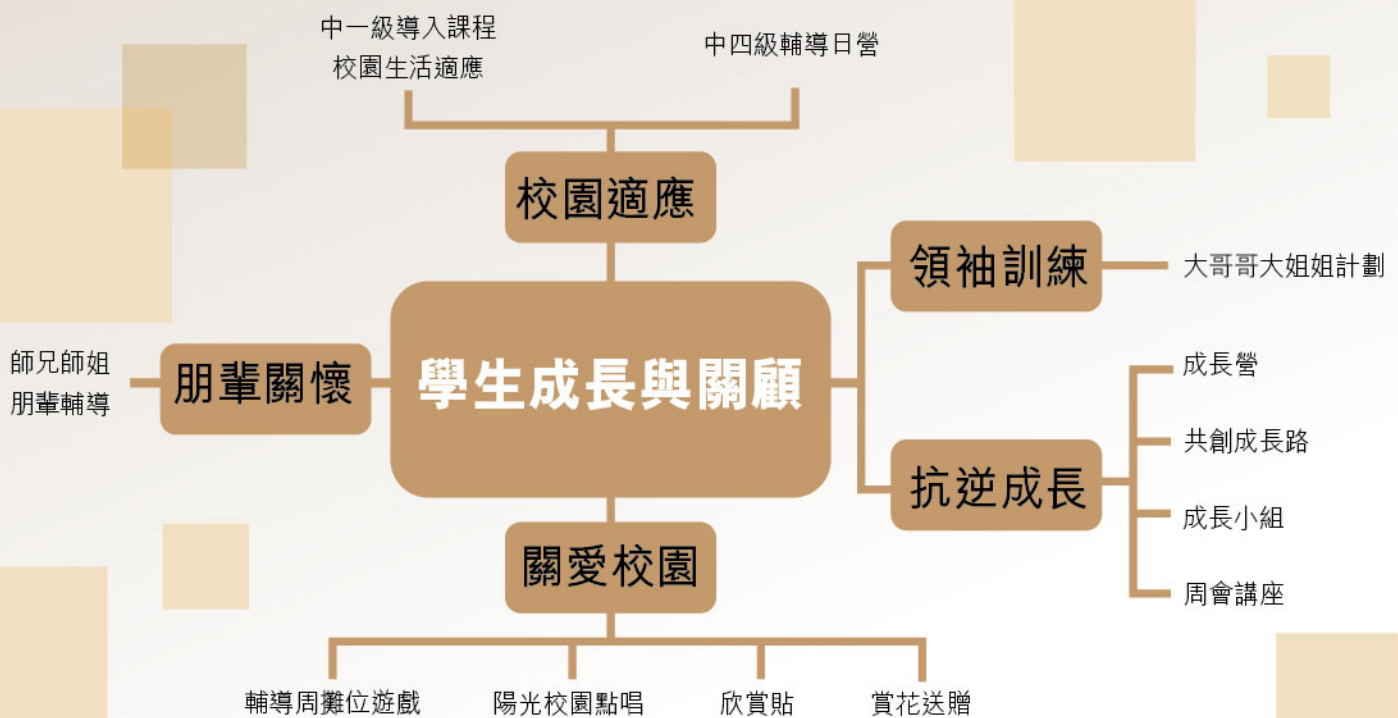 中一級導入課程
校園生活適應
中四級輔導日營
校園適應
領袖訓練
大哥哥大姐姐計劃
師兄師姐
朋輩輔導
朋輩關懷
學生成長與關顧
成長營
共創成長路
抗逆成長
成長小組
周會講座
關愛校園
輔導周攤位遊戲
陽光校園點唱
欣賞貼
賞花送贈